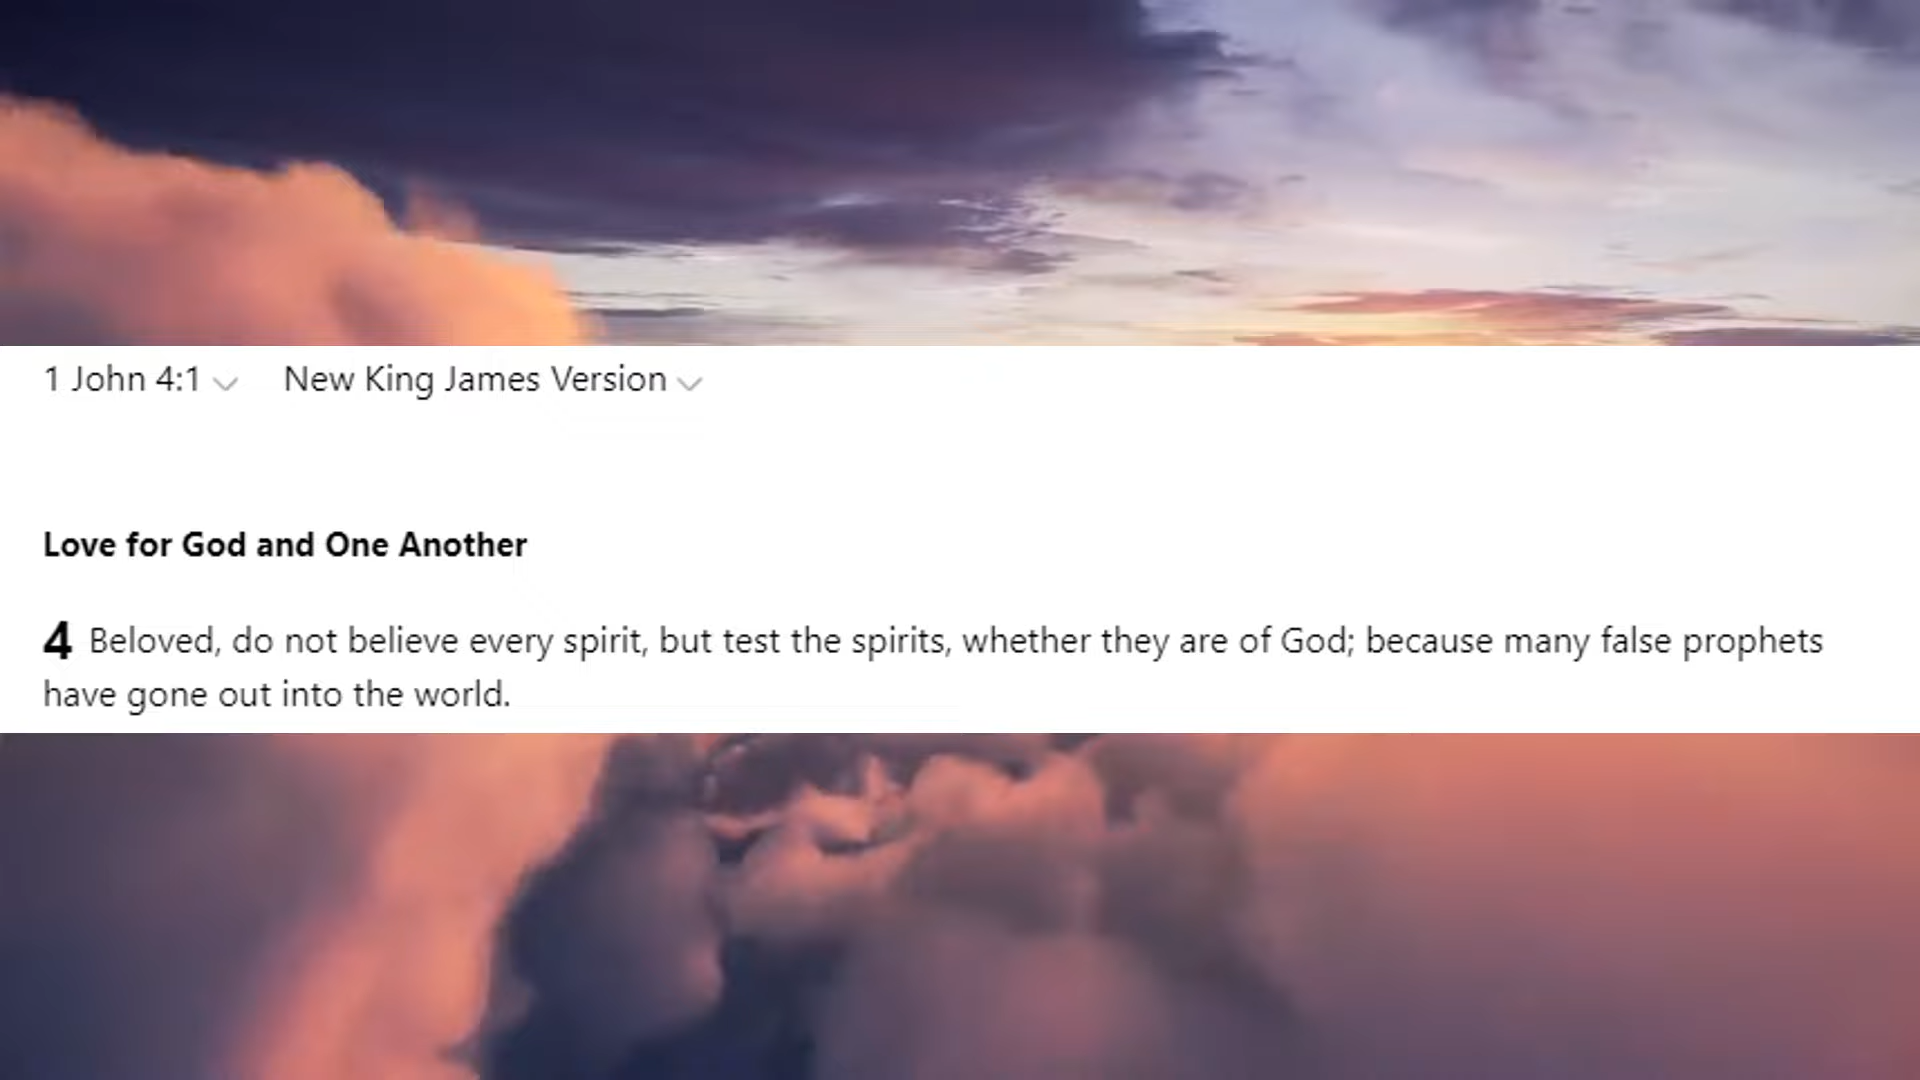 1 John 4:1 New King James Version
Love for God and One Another
4 Beloved, do not believe every spirit, but test the spirits, whether they are of God; because many false prophets
have gone out into the world.